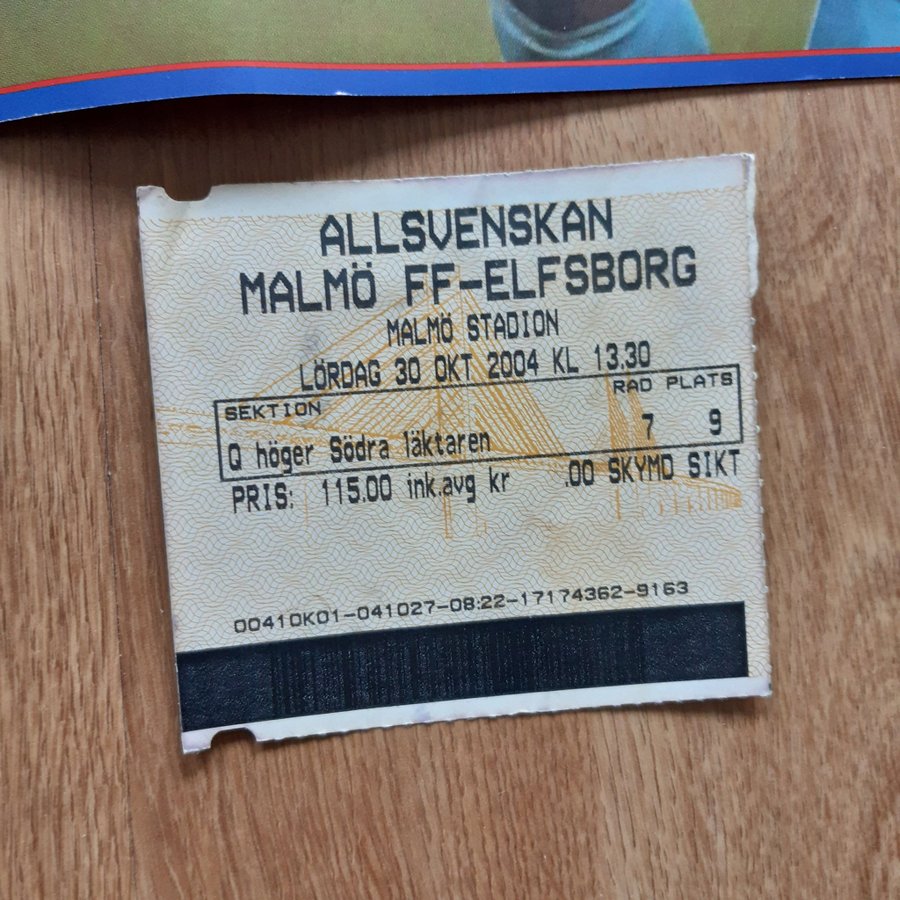 ALLSVENSKAN
MALMÖ FF-ELFSBORG
MALMÖ STADION
LÖRDAG 30 OKT 2004 KL 13.30
SEKTION RAD PLATS
Q höger Södra läktaren 7 9
PRIS: 115.00 ink.avg kr .00 SKYMD SIKT
00410K01-041027-08:22-17174362-9163